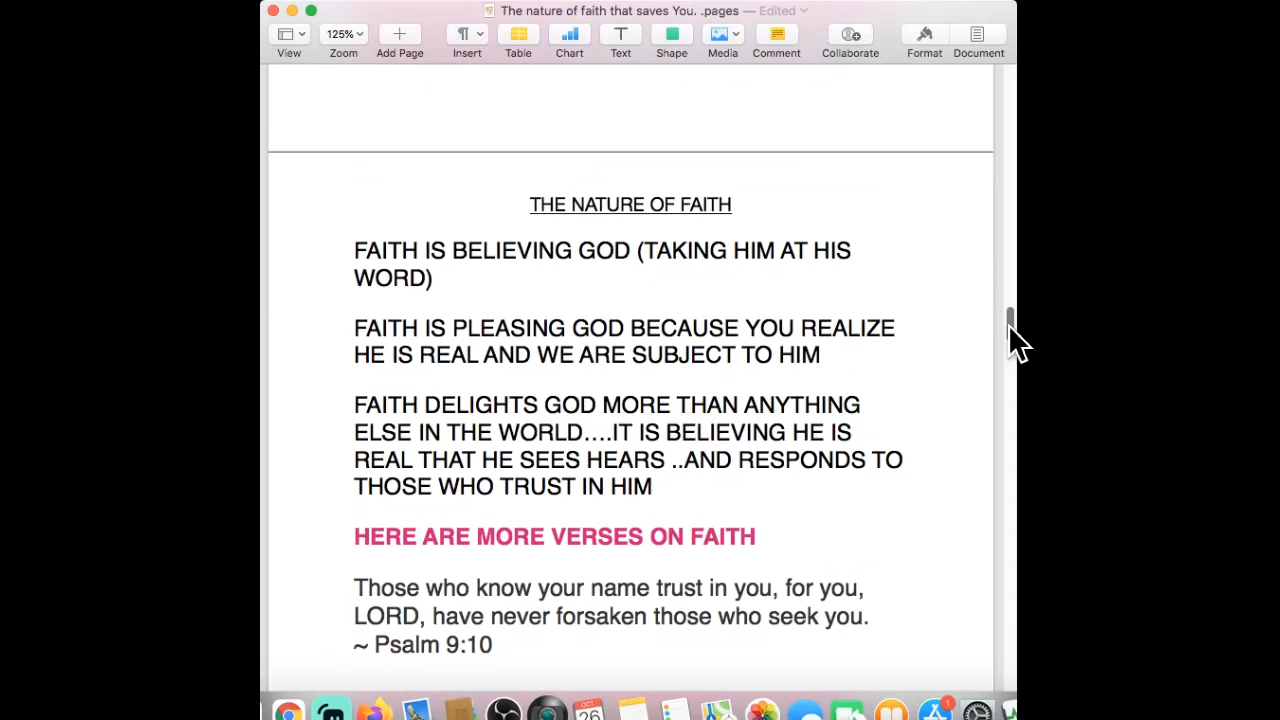 The nature of faith that saves You. .pages — Edited
125%
View
Zoom
Add Page
Insert
Table
Chart
Text
Shape
Media
Comment
Collaborate
Format
Document
THE NATURE OF FAITH
FAITH IS BELIEVING GOD (TAKING HIM AT HIS
WORD)
FAITH IS PLEASING GOD BECAUSE YOU REALIZE
HE IS REAL AND WE ARE SUBJECT TO HIM
FAITH DELIGHTS GOD MORE THAN ANYTHING
ELSE IN THE WORLD….IT IS BELIEVING HE IS
REAL THAT HE SEES HEARS ..AND RESPONDS TO
THOSE WHO TRUST IN HIM
HERE ARE MORE VERSES ON FAITH
Those who know your name trust in you, for you,
LORD, have never forsaken those who seek you.
~ Psalm 9:10
OCT
26
1